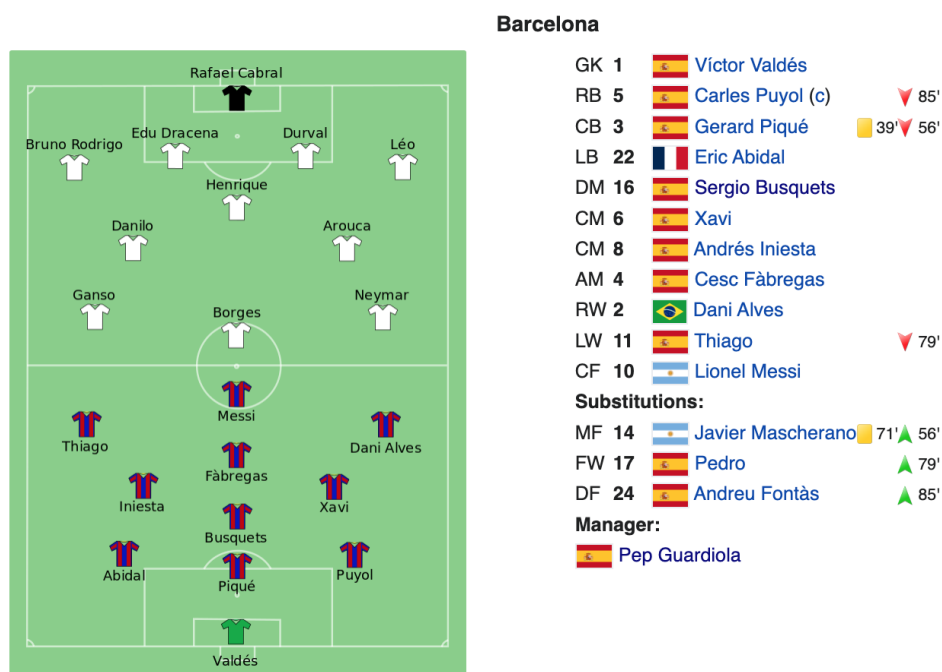 Barcelona
Rafael Cabral
Bruno Rodrigo
Edu Dracena
Durval
Léo
Henrique
Danilo
Arouca
Ganso
Neymar
Borges
Messi
Thiago
Dani Alves
Fàbregas
Iniesta
Xavi
Busquets
Abidal
Piqué
Puyol
Valdés
GK 1 Víctor Valdés
RB 5 Carles Puyol (c) 85'
CB 3 Gerard Piqué 39' 56'
LB 22 Eric Abidal
DM 16 Sergio Busquets
CM 6 Xavi
CM 8 Andrés Iniesta
AM 4 Cesc Fàbregas
RW 2 Dani Alves
LW 11 Thiago 79'
CF 10 Lionel Messi
Substitutions:
MF 14 Javier Mascherano 71' 56'
FW 17 Pedro 79'
DF 24 Andreu Fontàs 85'
Manager:
Pep Guardiola